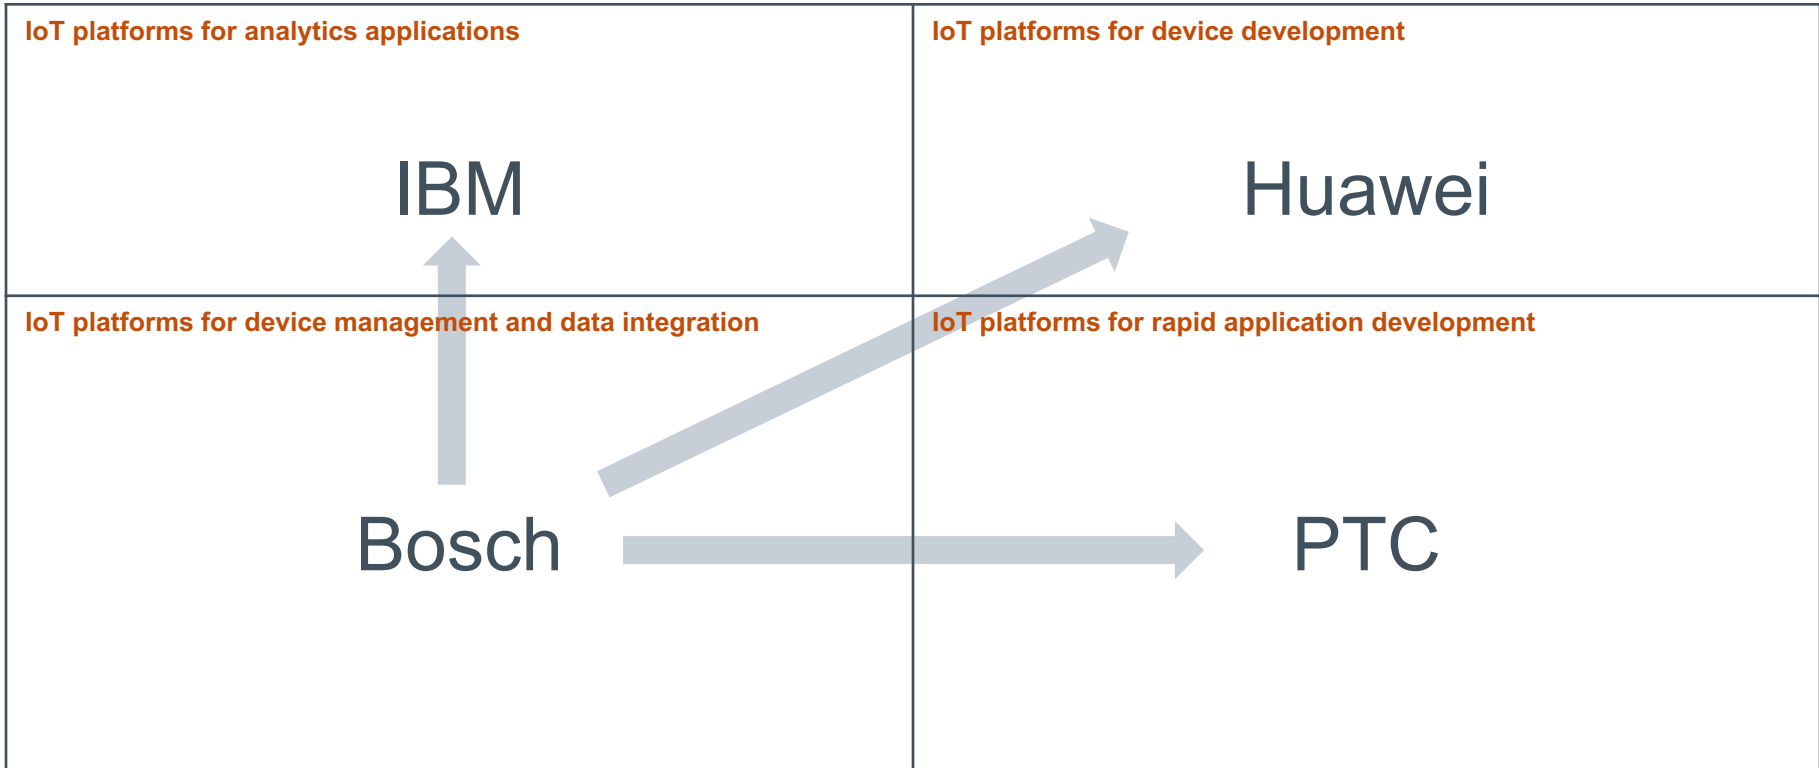 IoT platforms for analytics applications
IoT platforms for device development
IBM
Huawei
IoT platforms for device management and data integration
IoT platforms for rapid application development
Bosch
PTC